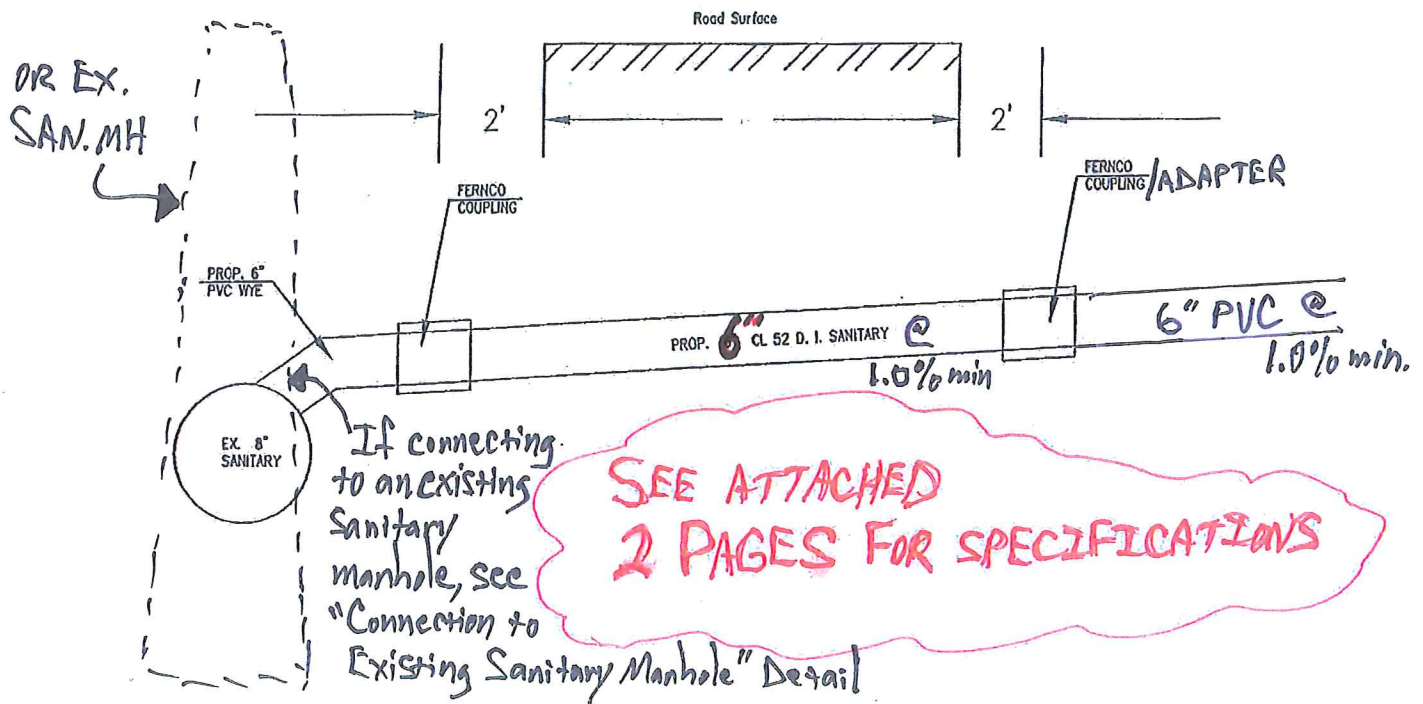 Road Surface
OR EX.
SAN. MH
2'
2'
FERNCO
COUPLING
FERNCO
COUPLING /ADAPTER
PROP. 6"
PVC WYE
PROP. 6" CL 52 D. I. SANITARY @
1.0% min
6" PVC @
1.0% min.
EX. 8"
SANITARY
If connecting
to an existing
Sanitary
manhole, see
"Connection to
Existing Sanitary Manhole" Detail
SEE ATTACHED
2 PAGES FOR SPECIFICATIONS